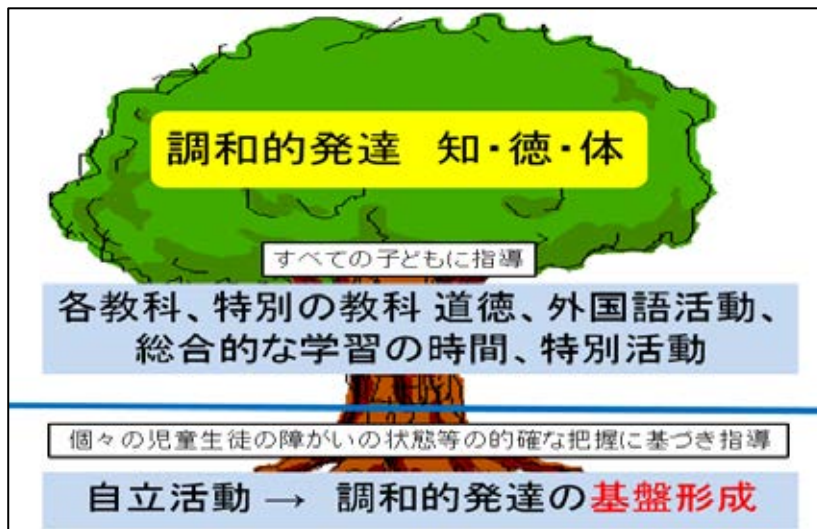 調和的発達 知・徳・体
すべての子どもに指導
各教科、特別の教科 道徳、外国語活動、
総合的な学習の時間、特別活動
個々の児童生徒の障がいの状態等の的確な把握に基づき指導
自立活動 → 調和的発達の基盤形成